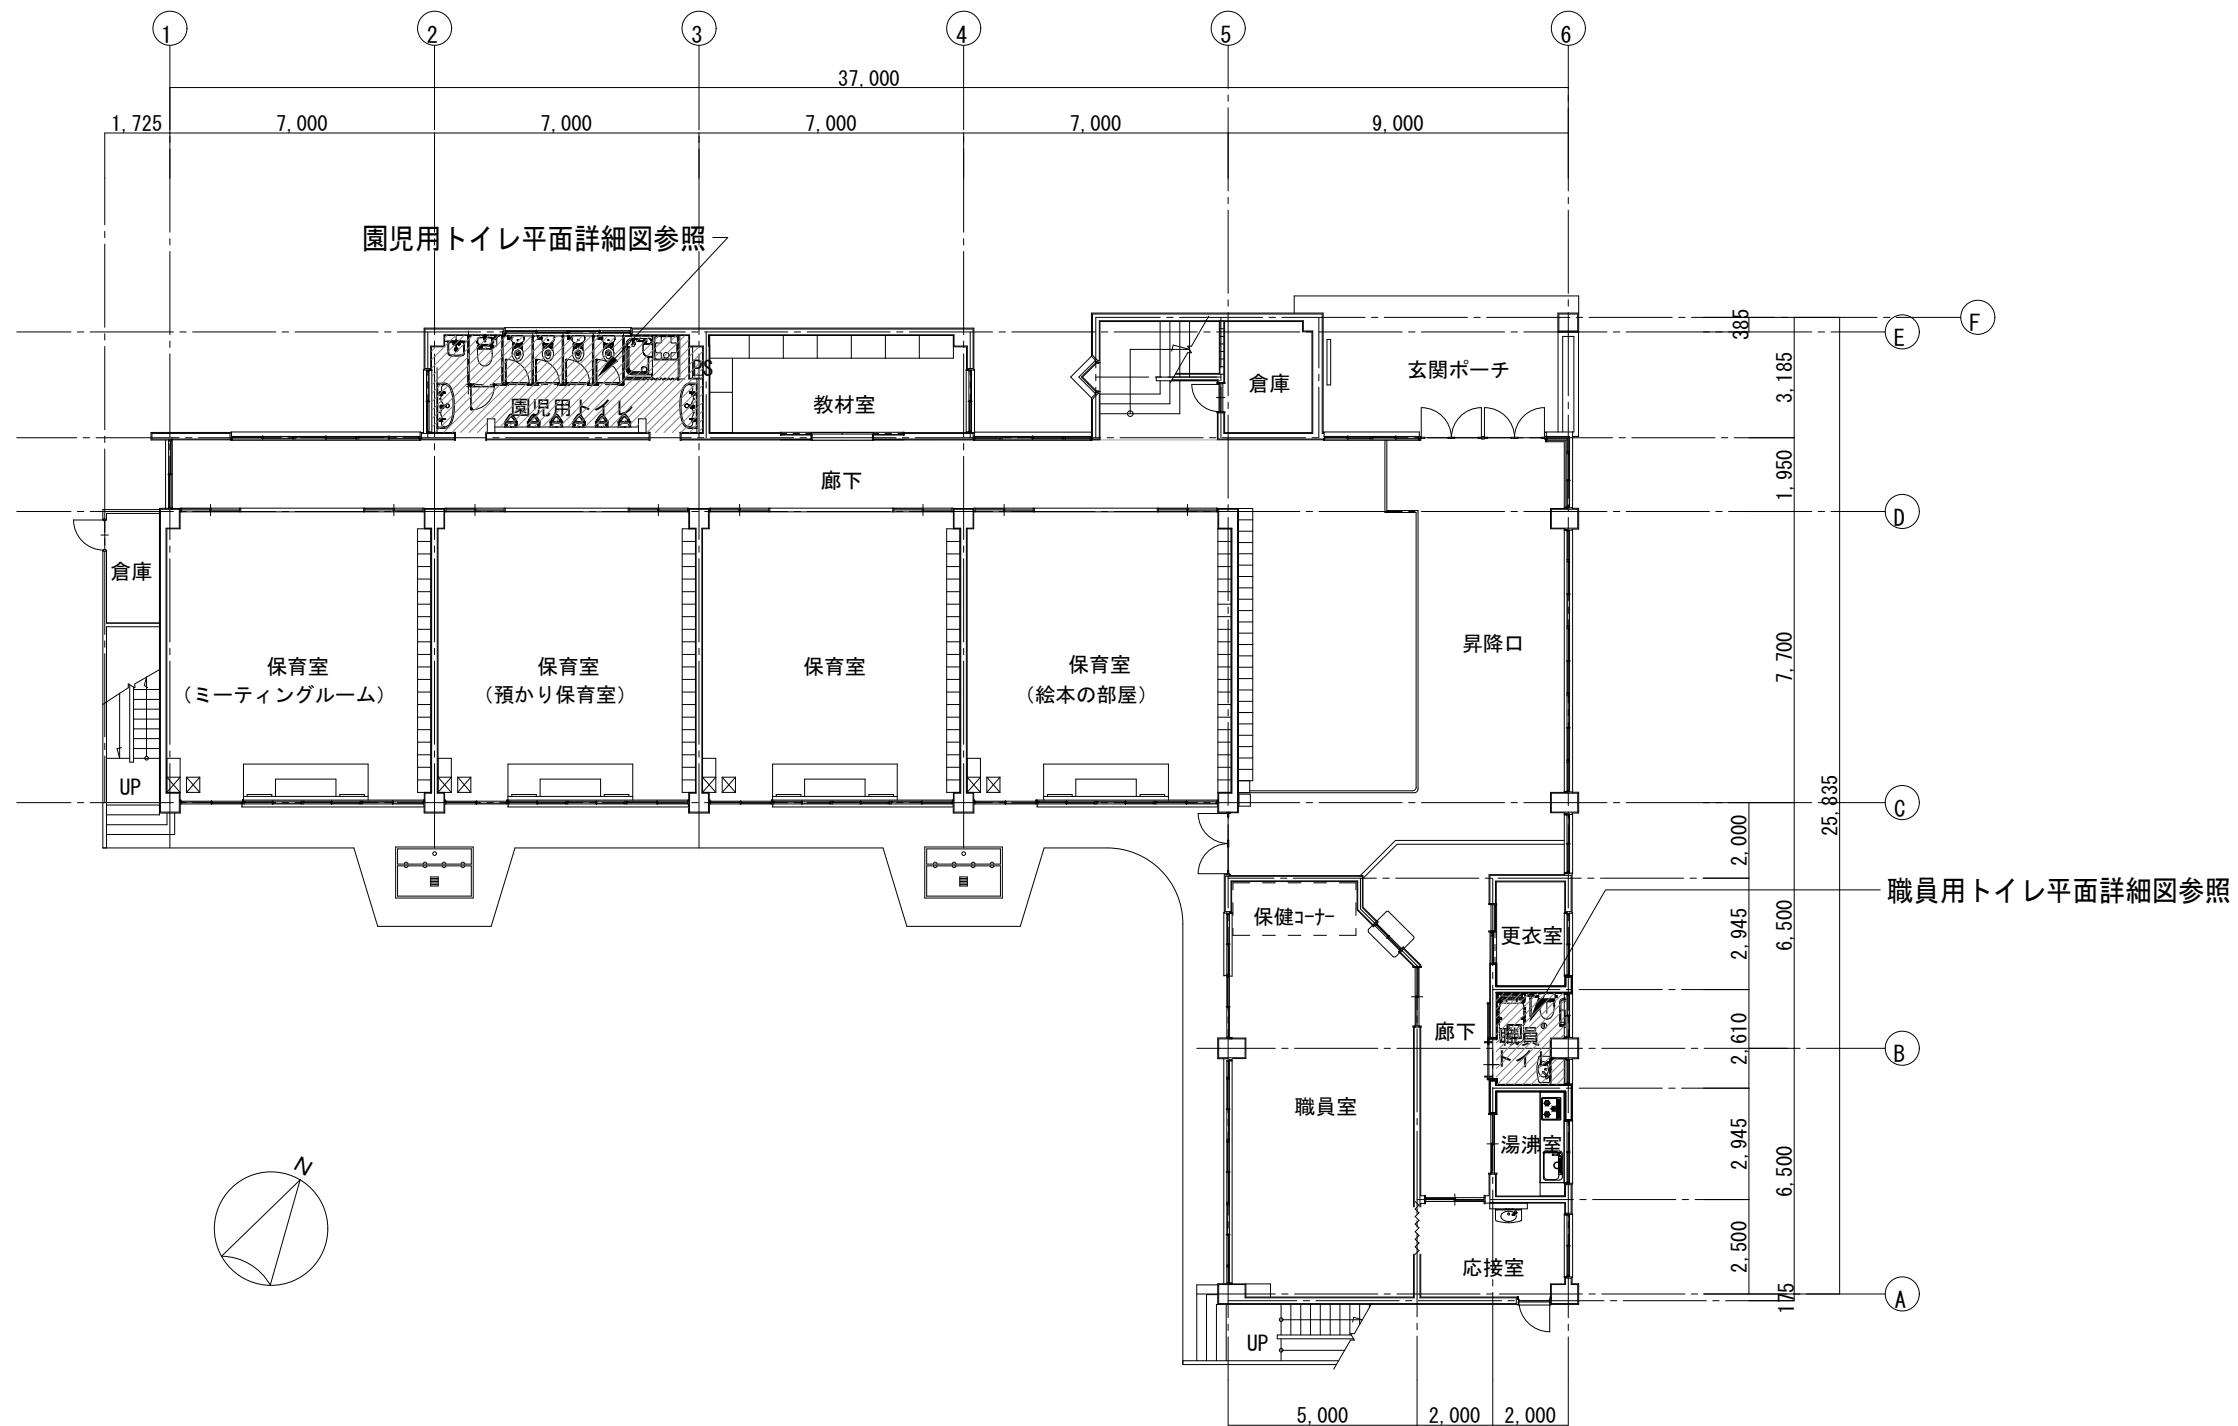 1
2
3
4
5
6
37,000
1,725
7,000
7,000
7,000
7,000
9,000
園児用トイレ平面詳細図参照
F
E
385
3,185
PS
倉庫
玄関ポーチ
園児用トイレ
教材室
廊下
1,950
D
倉庫
昇降口
7,700
保育室
(ミーティングルーム)
保育室
(預かり保育室)
保育室
保育室
(絵本の部屋)
UP
C
25,835
2,000
職員用トイレ平面詳細図参照
保健コーナー
更衣室
2,945
6,500
廊下
職員
トイレ
2,610
B
職員室
湯沸室
2,945
6,500
N
応接室
2,500
175
A
UP
5,000
2,000
2,000